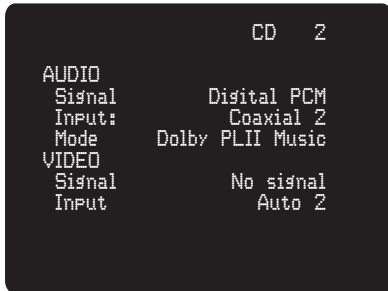 CD 2
AUDIO
Signal Digital PCM
Input: Coaxial 2
Mode Dolby PLII Music
VIDEO
Signal No signal
Input Auto 2